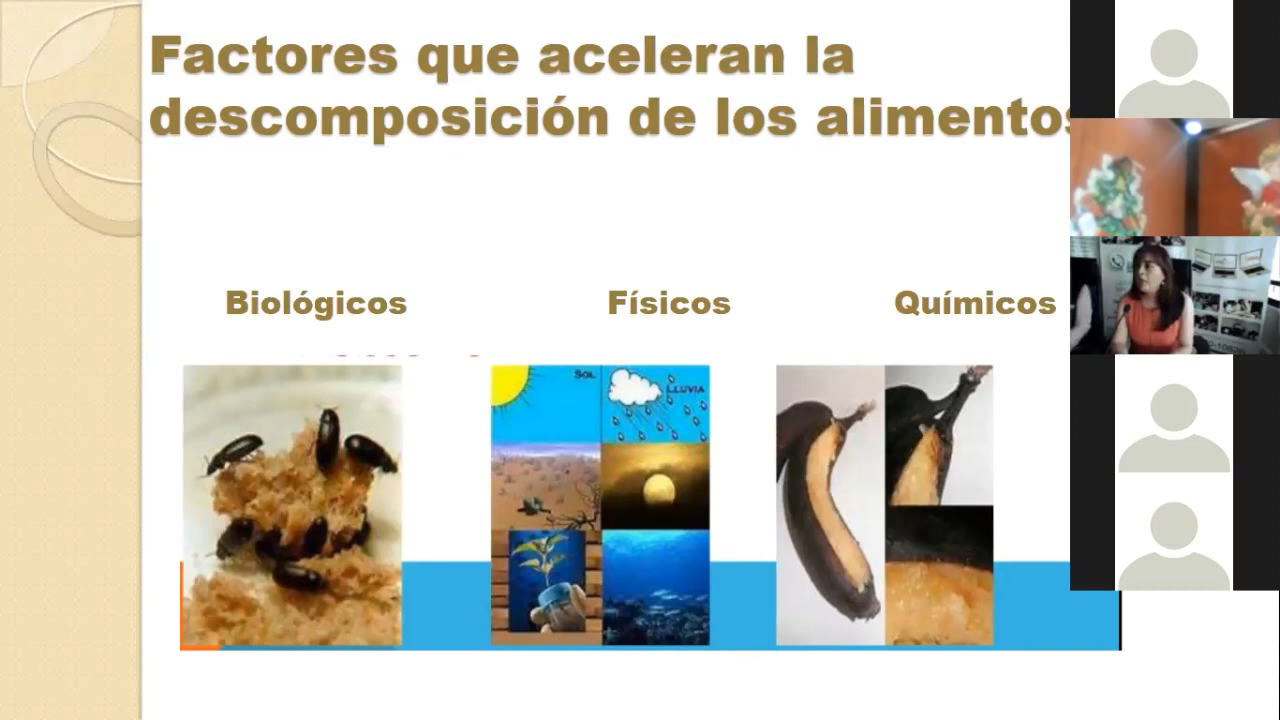 Factores que aceleran la
descomposición de los alimentos
Biológicos
Físicos
Químicos
SOL
LLUVIA